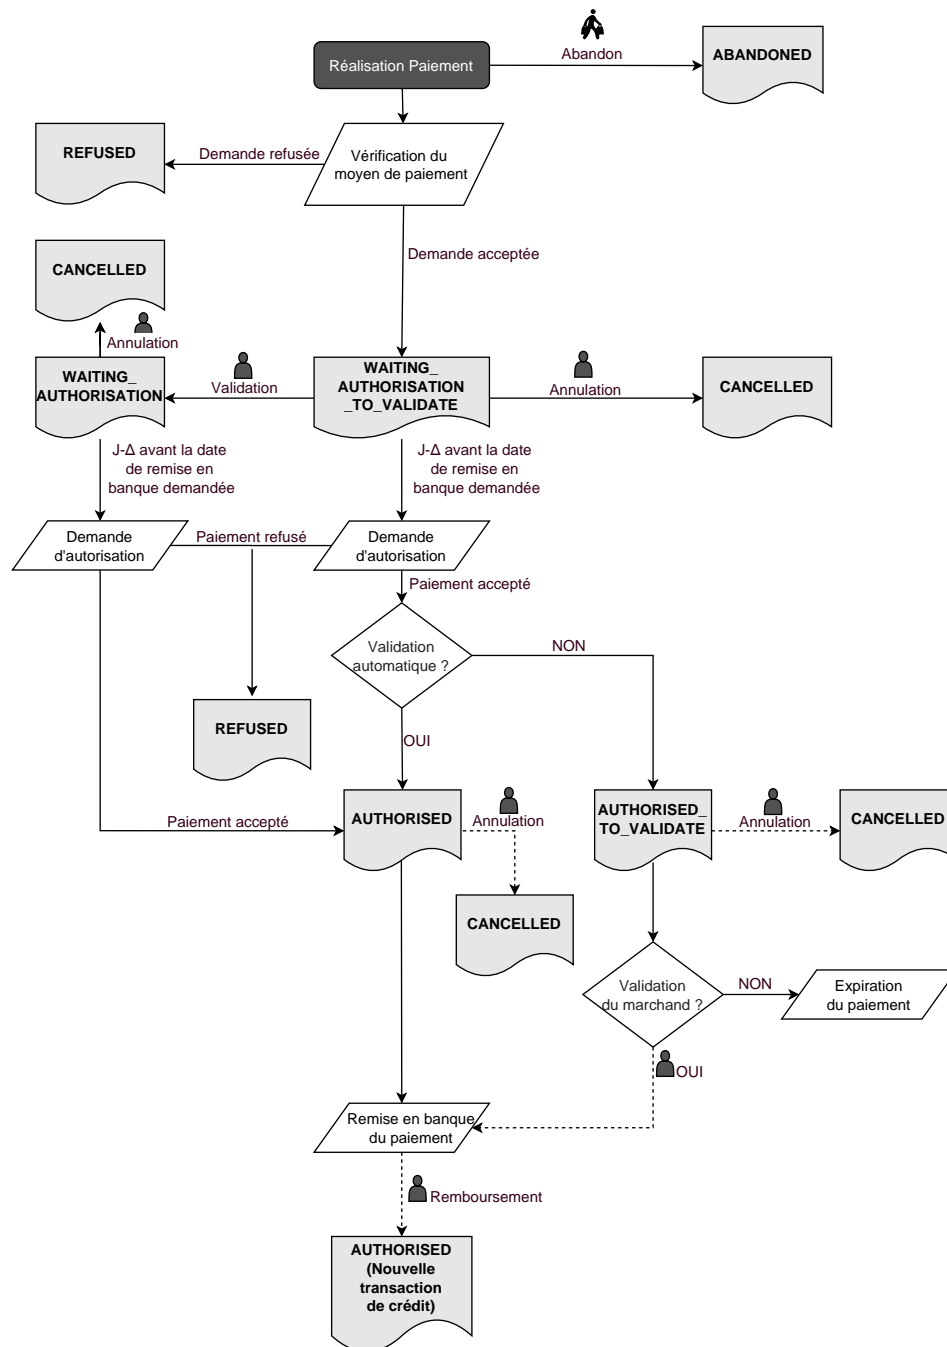 Réalisation Paiement
Abandon
ABANDONED
REFUSED
Demande refusée
Vérification du
moyen de paiement
Demande acceptée
CANCELLED
Annulation
WAITING_
AUTHORISATION
Validation
WAITING_
AUTHORISATION
_TO_VALIDATE
Annulation
CANCELLED
J-Δ avant la date
de remise en
banque demandée
J-Δ avant la date
de remise en
banque demandée
Demande
d'autorisation
Paiement refusé
Demande
d'autorisation
Paiement accepté
Validation
automatique ?
NON
REFUSED
OUI
Paiement accepté
AUTHORISED
Annulation
AUTHORISED_
TO_VALIDATE
Annulation
CANCELLED
CANCELLED
Validation
du marchand ?
NON
Expiration
du paiement
OUI
Remise en banque
du paiement
Remboursement
AUTHORISED
(Nouvelle
transaction
de crédit)